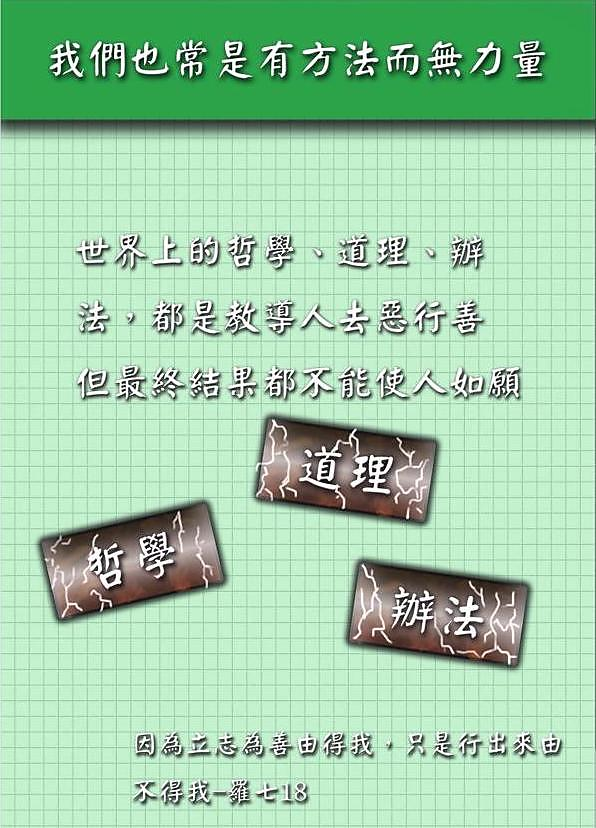 我們也常是有方法而無力量
世界上的哲學、道理、辦
法，都是教導人去惡行善
但最終結果都不能使人如願
道理
哲學
辦法
因為立志為善由得我，只是行出來由
不得我-羅七18